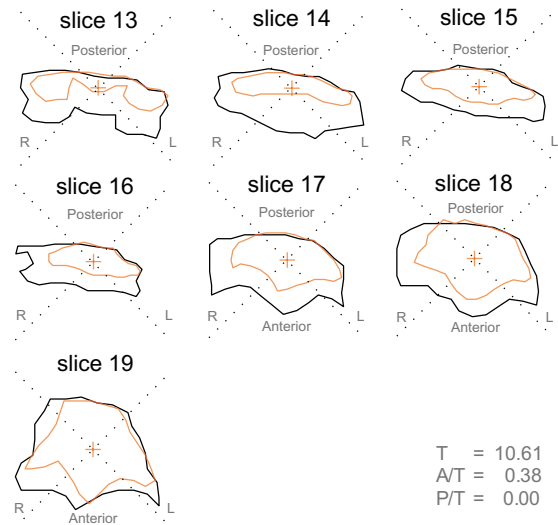 slice 13 slice 14 slice 15
Posterior Posterior Posterior
R L R L R L
slice 16 slice 17 slice 18
Posterior Posterior Posterior
R L R L R L
Anterior Anterior
slice 19
R L
Anterior
T = 10.61
A/T = 0.38
P/T = 0.00